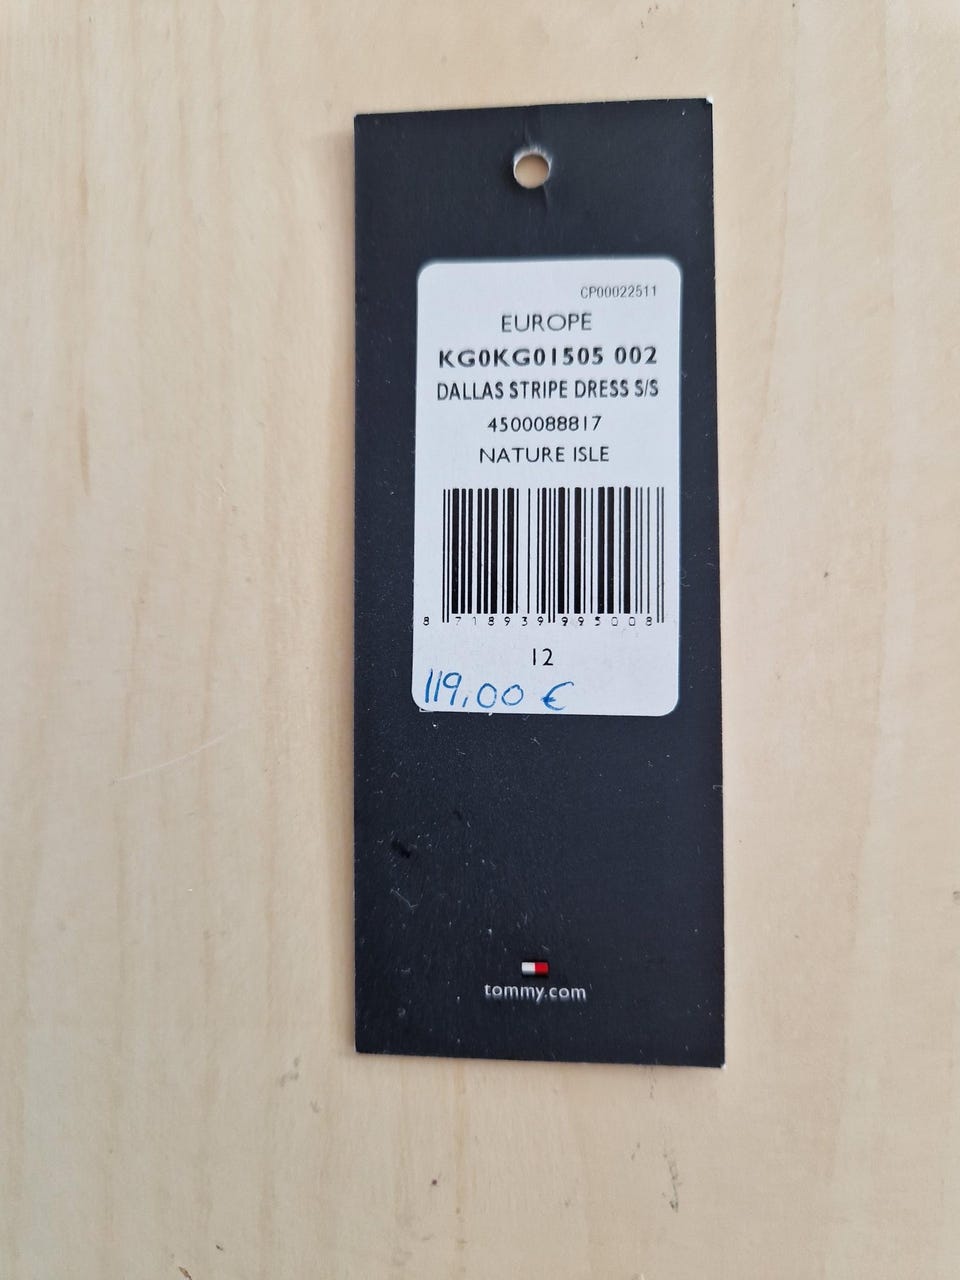 CP00022511
EUROPE
KG0KG01505 002
DALLAS STRIPE DRESS S/S
4500088817
NATURE ISLE
8 718939 995008
12
119,00 €
tommy.com